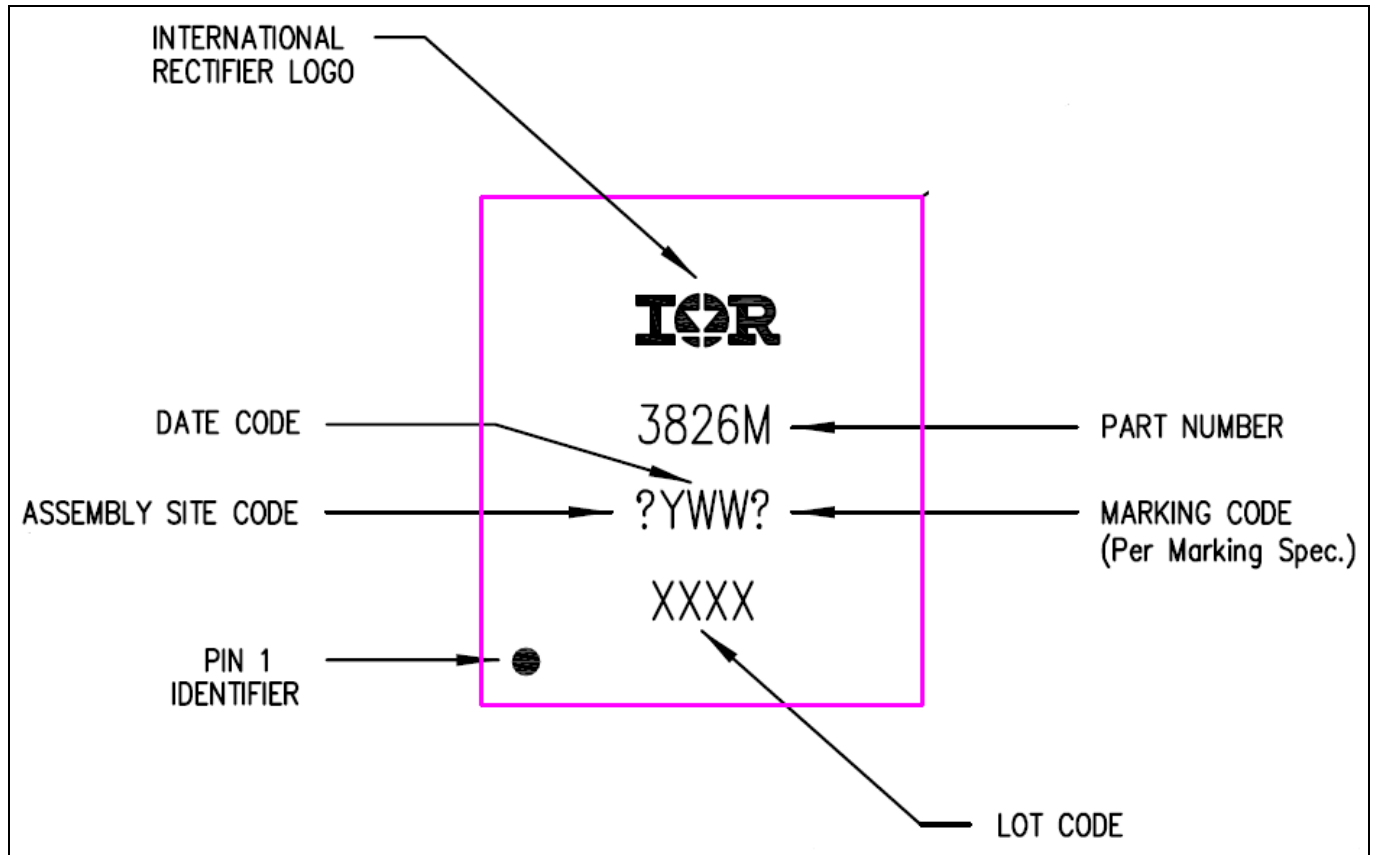 INTERNATIONAL
RECTIFIER LOGO
IOR
DATE CODE
3826M
PART NUMBER
ASSEMBLY SITE CODE
?YWW?
MARKING CODE
(Per Marking Spec.)
XXXX
PIN 1
IDENTIFIER
LOT CODE